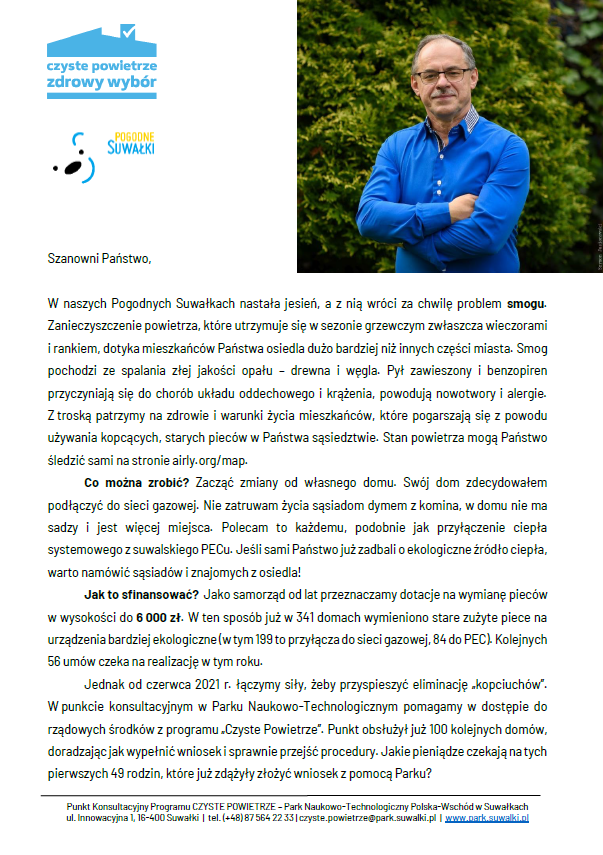 czyste powietrze
zdrowy wybór
POGODNE
SUWAŁKI
Szanowni Państwo,
W naszych Pogodnych Suwałkach nastała jesień, a z nią wróci za chwilę problem smogu.
Zanieczyszczenie powietrza, które utrzymuje się w sezonie grzewczym zwłaszcza wieczorami
i rankiem, dotyka mieszkańców Państwa osiedla dużo bardziej niż innych części miasta. Smog
pochodzi ze spalania złej jakości opału – drewna i węgla. Pył zawieszony i benzopiren
przyczyniają się do chorób układu oddechowego i krążenia, powodują nowotwory i alergie.
Z troską patrzymy na zdrowie i warunki życia mieszkańców, które pogarszają się z powodu
używania kopcących, starych pieców w Państwa sąsiedztwie. Stan powietrza mogą Państwo
śledzić sami na stronie airly.org/map.
Co można zrobić? Zacząć zmiany od własnego domu. Swój dom zdecydowałem
podłączyć do sieci gazowej. Nie zatruwam życia sąsiadom dymem z komina, w domu nie ma
sadzy i jest więcej miejsca. Polecam to każdemu, podobnie jak przyłączenie ciepła
systemowego z suwalskiego PECu. Jeśli sami Państwo już zadbali o ekologiczne źródło ciepła,
warto namówić sąsiadów i znajomych z osiedla!
Jak to sfinansować? Jako samorząd od lat przeznaczamy dotacje na wymianę pieców
w wysokości do 6 000 zł. W ten sposób już w 341 domach wymieniono stare zużyte piece na
urządzenia bardziej ekologiczne (w tym 199 to przyłącza do sieci gazowej, 84 do PEC). Kolejnych
56 umów czeka na realizację w tym roku.
Jednak od czerwca 2021 r. łączymy siły, żeby przyspieszyć eliminację „kopciuchów”.
W punkcie konsultacyjnym w Parku Naukowo-Technologicznym pomagamy w dostępie do
rządowych środków z programu „Czyste Powietrze”. Punkt obsłużył już 100 kolejnych domów,
doradzając jak wypełnić wniosek i sprawnie przejść procedury. Jakie pieniądze czekają na tych
pierwszych 49 rodzin, które już zdążyły złożyć wniosek z pomocą Parku?
Punkt Konsultacyjny Programu CZYSTE POWIETRZE – Park Naukowo-Technologiczny Polska-Wschód w Suwałkach
ul. Innowacyjna 1, 16-400 Suwałki | tel. (+48) 87 564 22 33 | czyste.powietrze@park.suwalki.pl | www.park.suwalki.pl